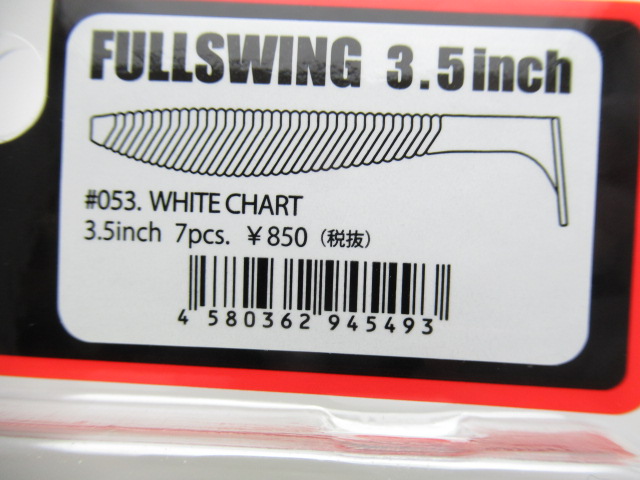 FULLSWING 3.5inch
#053. WHITE CHART
3.5inch 7pcs. ¥850 (税抜)
4 580362 945493